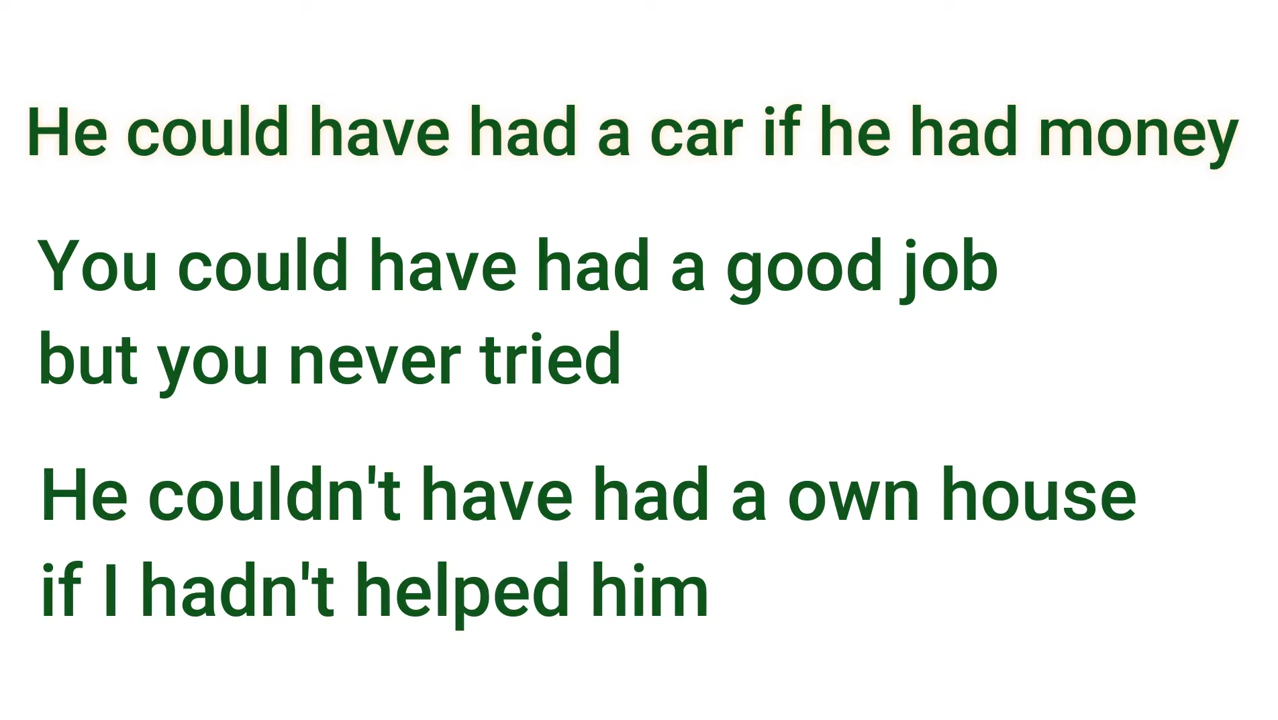 He could have had a car if he had money
You could have had a good job
but you never tried
He couldn't have had a own house
if I hadn't helped him